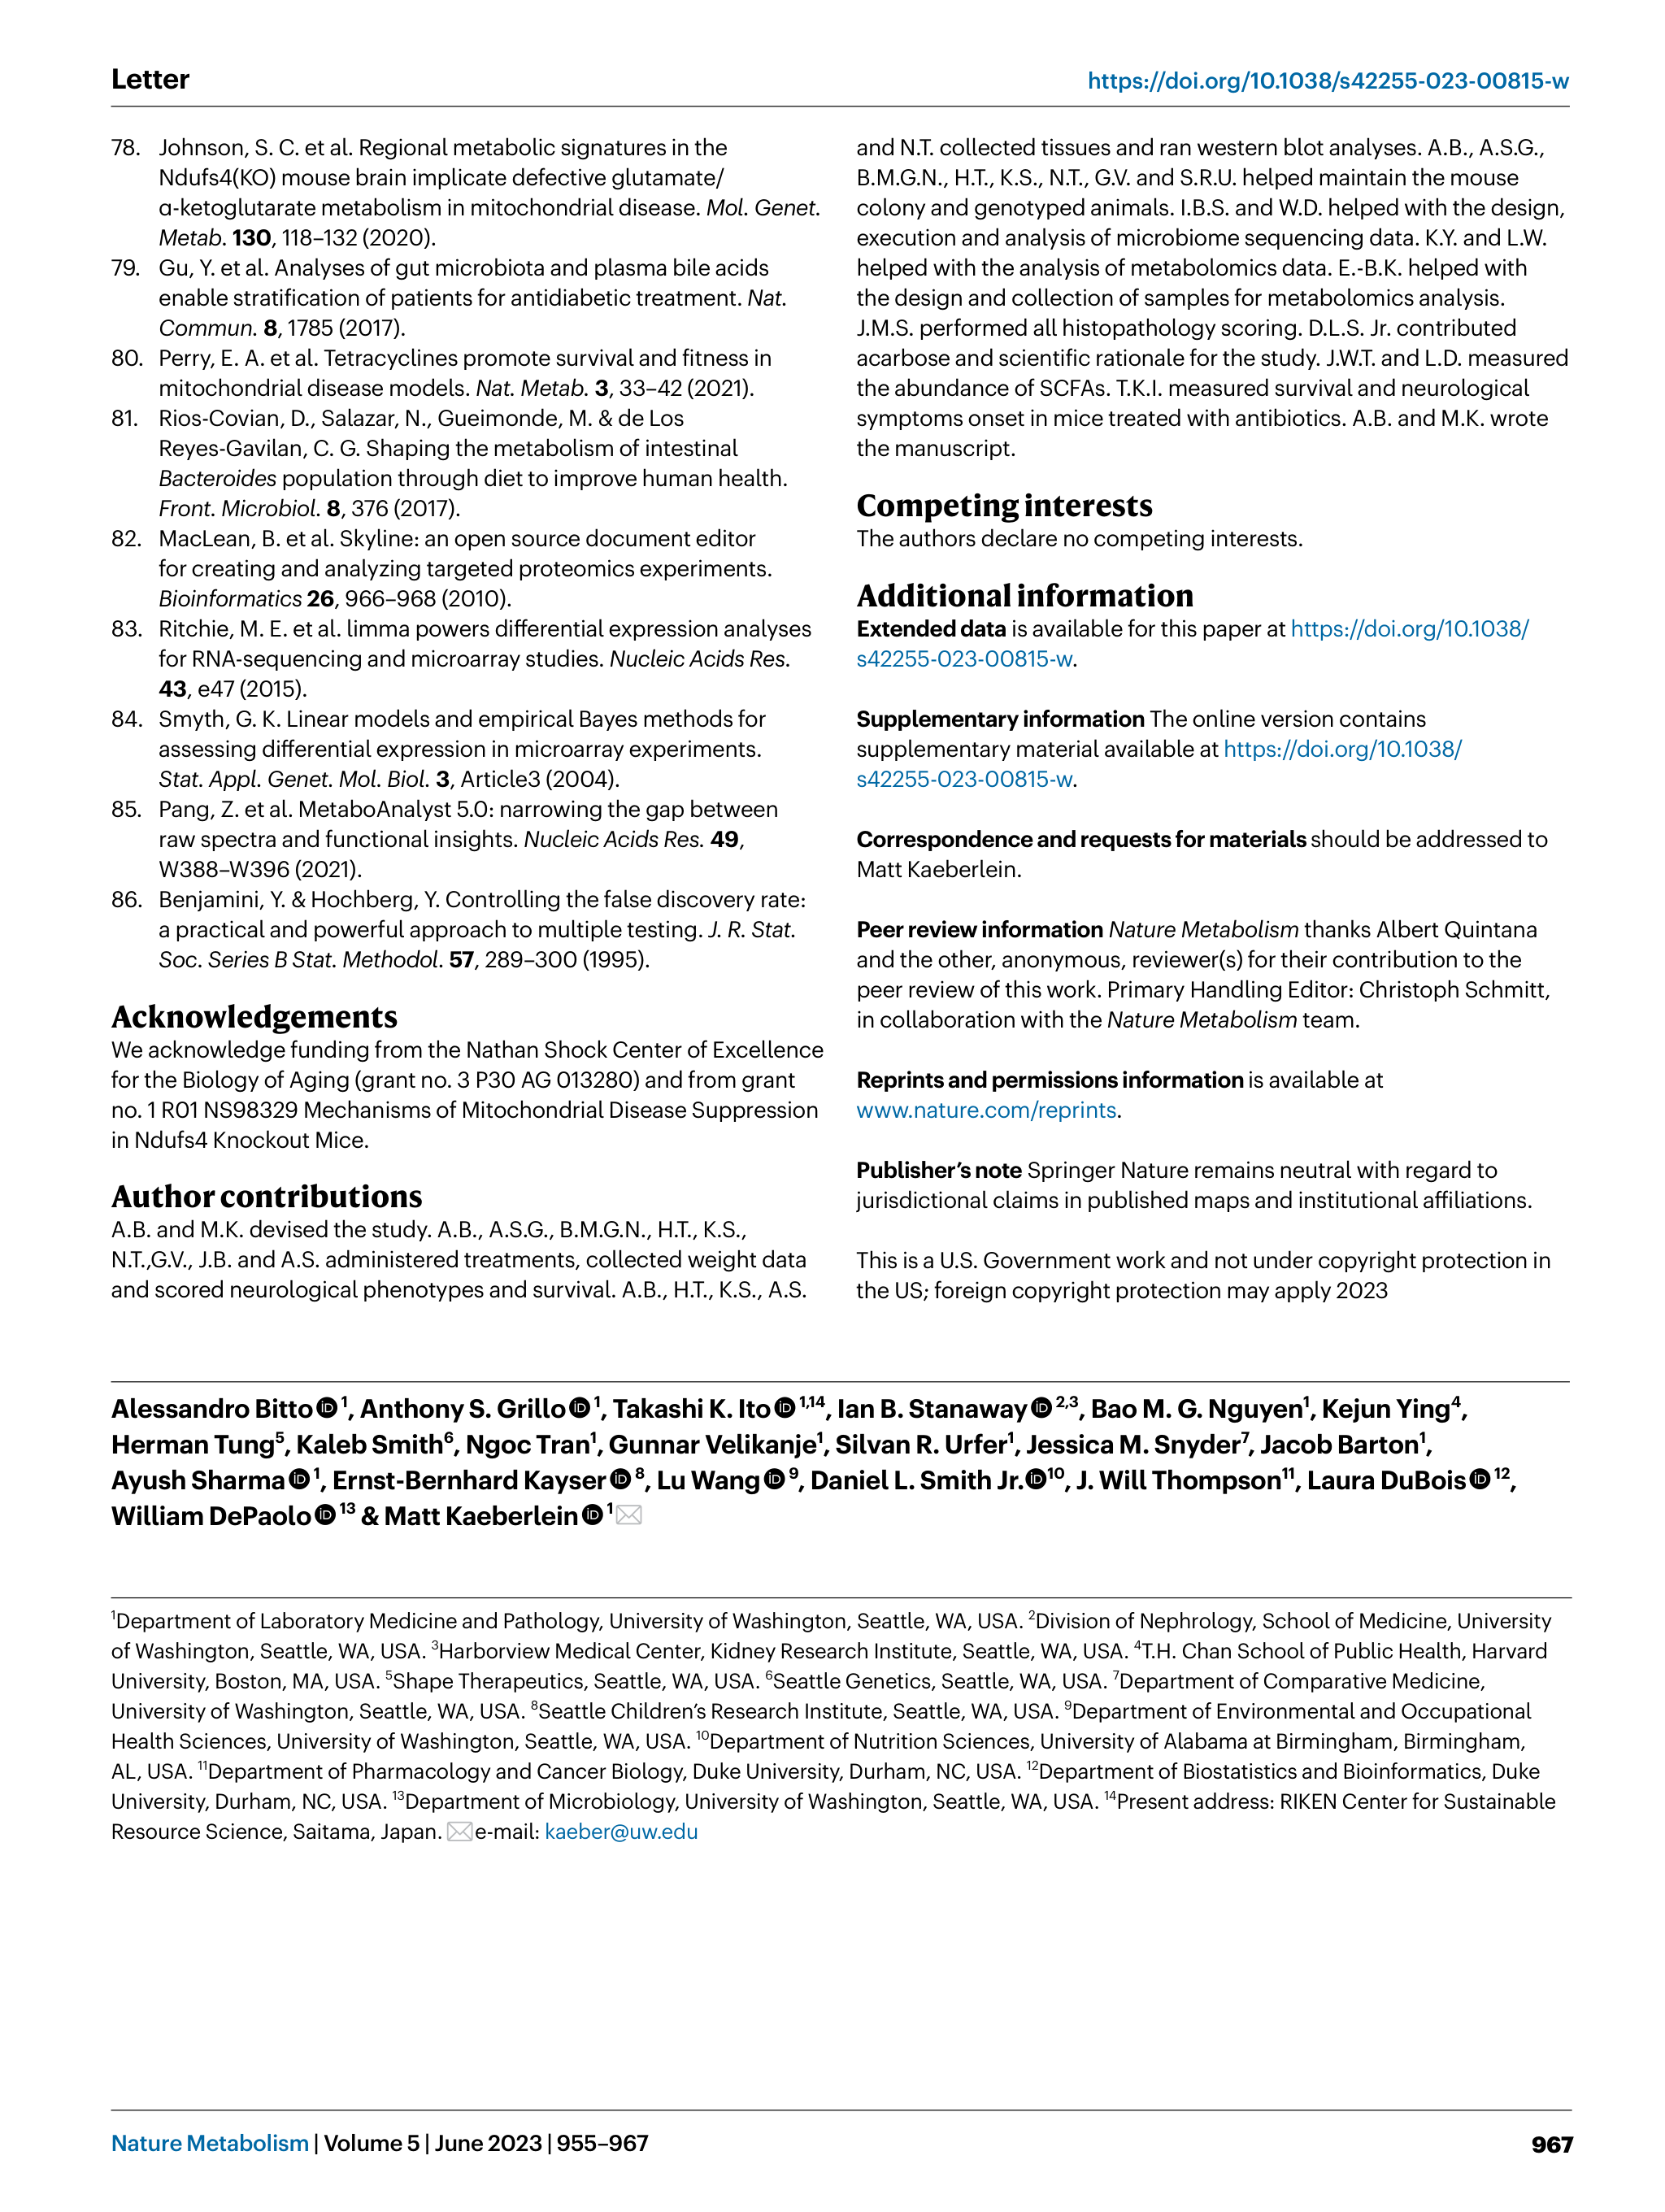 Letter
https://doi.org/10.1038/s42255-023-00815-w
78. Johnson, S. C. et al. Regional metabolic signatures in the
Ndufs4(KO) mouse brain implicate defective glutamate/
α-ketoglutarate metabolism in mitochondrial disease. Mol. Genet.
Metab. 130, 118–132 (2020).
79. Gu, Y. et al. Analyses of gut microbiota and plasma bile acids
enable stratification of patients for antidiabetic treatment. Nat.
Commun. 8, 1785 (2017).
80. Perry, E. A. et al. Tetracyclines promote survival and fitness in
mitochondrial disease models. Nat. Metab. 3, 33–42 (2021).
81. Rios-Covian, D., Salazar, N., Gueimonde, M. & de Los
Reyes-Gavilan, C. G. Shaping the metabolism of intestinal
Bacteroides population through diet to improve human health.
Front. Microbiol. 8, 376 (2017).
82. MacLean, B. et al. Skyline: an open source document editor
for creating and analyzing targeted proteomics experiments.
Bioinformatics 26, 966–968 (2010).
83. Ritchie, M. E. et al. limma powers differential expression analyses
for RNA-sequencing and microarray studies. Nucleic Acids Res.
43, e47 (2015).
84. Smyth, G. K. Linear models and empirical Bayes methods for
assessing differential expression in microarray experiments.
Stat. Appl. Genet. Mol. Biol. 3, Article3 (2004).
85. Pang, Z. et al. MetaboAnalyst 5.0: narrowing the gap between
raw spectra and functional insights. Nucleic Acids Res. 49,
W388–W396 (2021).
86. Benjamini, Y. & Hochberg, Y. Controlling the false discovery rate:
a practical and powerful approach to multiple testing. J. R. Stat.
Soc. Series B Stat. Methodol. 57, 289–300 (1995).
Acknowledgements
We acknowledge funding from the Nathan Shock Center of Excellence
for the Biology of Aging (grant no. 3 P30 AG 013280) and from grant
no. 1 R01 NS98329 Mechanisms of Mitochondrial Disease Suppression
in Ndufs4 Knockout Mice.
Author contributions
A.B. and M.K. devised the study. A.B., A.S.G., B.M.G.N., H.T., K.S.,
N.T.,G.V., J.B. and A.S. administered treatments, collected weight data
and scored neurological phenotypes and survival. A.B., H.T., K.S., A.S.
and N.T. collected tissues and ran western blot analyses. A.B., A.S.G.,
B.M.G.N., H.T., K.S., N.T., G.V. and S.R.U. helped maintain the mouse
colony and genotyped animals. I.B.S. and W.D. helped with the design,
execution and analysis of microbiome sequencing data. K.Y. and L.W.
helped with the analysis of metabolomics data. E.-B.K. helped with
the design and collection of samples for metabolomics analysis.
J.M.S. performed all histopathology scoring. D.L.S. Jr. contributed
acarbose and scientific rationale for the study. J.W.T. and L.D. measured
the abundance of SCFAs. T.K.I. measured survival and neurological
symptoms onset in mice treated with antibiotics. A.B. and M.K. wrote
the manuscript.
Competing interests
The authors declare no competing interests.
Additional information
Extended data is available for this paper at https://doi.org/10.1038/
s42255-023-00815-w.
Supplementary information The online version contains
supplementary material available at https://doi.org/10.1038/
s42255-023-00815-w.
Correspondence and requests for materials should be addressed to
Matt Kaeberlein.
Peer review information Nature Metabolism thanks Albert Quintana
and the other, anonymous, reviewer(s) for their contribution to the
peer review of this work. Primary Handling Editor: Christoph Schmitt,
in collaboration with the Nature Metabolism team.
Reprints and permissions information is available at
www.nature.com/reprints.
Publisher’s note Springer Nature remains neutral with regard to
jurisdictional claims in published maps and institutional affiliations.
This is a U.S. Government work and not under copyright protection in
the US; foreign copyright protection may apply 2023
Alessandro Bitto iD 1, Anthony S. Grillo iD 1, Takashi K. Ito iD 1,14, Ian B. Stanaway iD 2,3, Bao M. G. Nguyen1, Kejun Ying4,
Herman Tung5, Kaleb Smith6, Ngoc Tran1, Gunnar Velikanje1, Silvan R. Urfer1, Jessica M. Snyder7, Jacob Barton1,
Ayush Sharma iD 1, Ernst-Bernhard Kayser iD 8, Lu Wang iD 9, Daniel L. Smith Jr. iD 10, J. Will Thompson11, Laura DuBois iD 12,
William DePaolo iD 13 & Matt Kaeberlein iD 1
1Department of Laboratory Medicine and Pathology, University of Washington, Seattle, WA, USA. 2Division of Nephrology, School of Medicine, University
of Washington, Seattle, WA, USA. 3Harborview Medical Center, Kidney Research Institute, Seattle, WA, USA. 4T.H. Chan School of Public Health, Harvard
University, Boston, MA, USA. 5Shape Therapeutics, Seattle, WA, USA. 6Seattle Genetics, Seattle, WA, USA. 7Department of Comparative Medicine,
University of Washington, Seattle, WA, USA. 8Seattle Children’s Research Institute, Seattle, WA, USA. 9Department of Environmental and Occupational
Health Sciences, University of Washington, Seattle, WA, USA. 10Department of Nutrition Sciences, University of Alabama at Birmingham, Birmingham,
AL, USA. 11Department of Pharmacology and Cancer Biology, Duke University, Durham, NC, USA. 12Department of Biostatistics and Bioinformatics, Duke
University, Durham, NC, USA. 13Department of Microbiology, University of Washington, Seattle, WA, USA. 14Present address: RIKEN Center for Sustainable
Resource Science, Saitama, Japan. e-mail: kaeber@uw.edu
Nature Metabolism | Volume 5 | June 2023 | 955–967
967